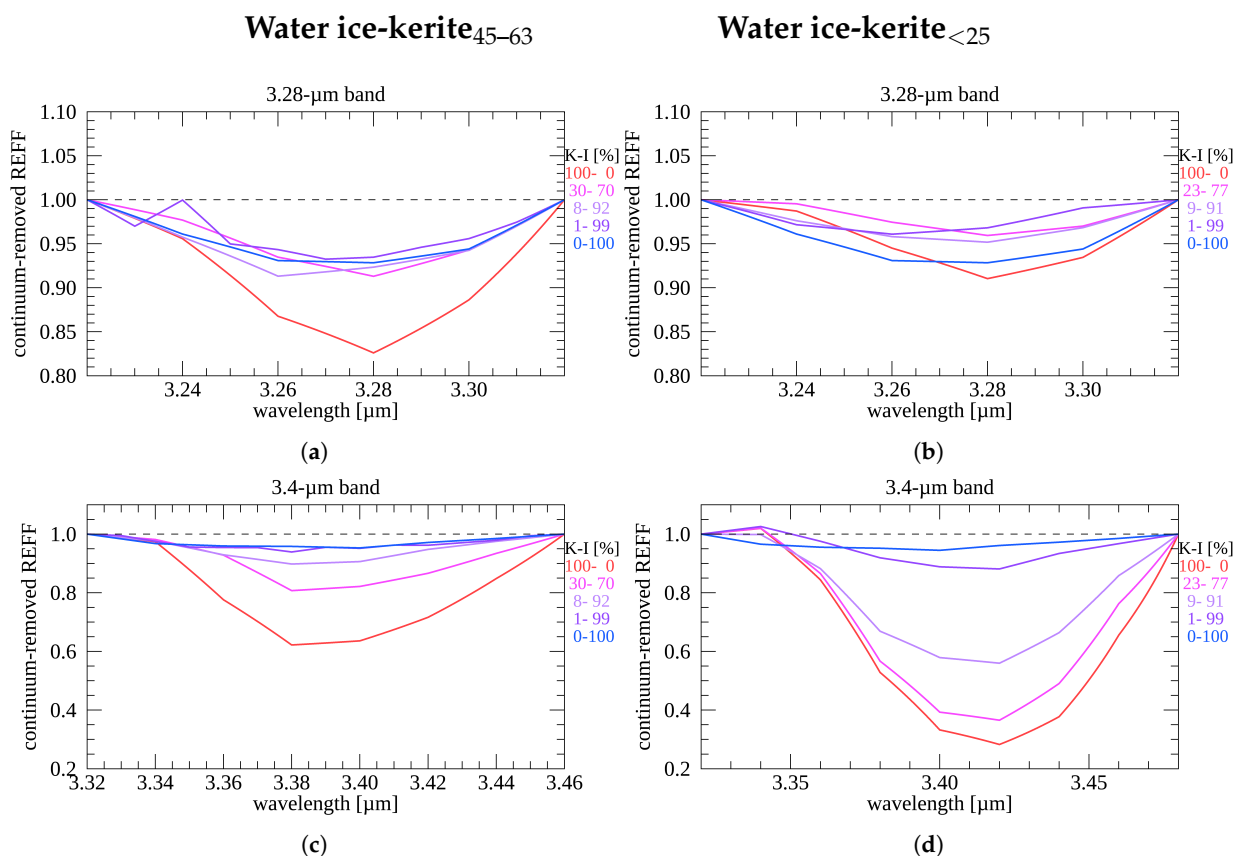 Water ice-kerite45–63
Water ice-kerite<25
3.28-µm band
continuum-removed REFF
1.10
1.05
1.00
0.95
0.90
0.85
0.80
3.24 3.26 3.28 3.30
wavelength [µm]
K-I [%]
100- 0
30- 70
8- 92
1- 99
0-100
(a)
3.28-µm band
continuum-removed REFF
1.10
1.05
1.00
0.95
0.90
0.85
0.80
3.24 3.26 3.28 3.30
wavelength [µm]
K-I [%]
100- 0
23- 77
9- 91
1- 99
0-100
(b)
3.4-µm band
continuum-removed REFF
1.0
0.8
0.6
0.4
0.2
3.32 3.34 3.36 3.38 3.40 3.42 3.44 3.46
wavelength [µm]
K-I [%]
100- 0
30- 70
8- 92
1- 99
0-100
(c)
3.4-µm band
continuum-removed REFF
1.0
0.8
0.6
0.4
0.2
3.35 3.40 3.45
wavelength [µm]
K-I [%]
100- 0
23- 77
9- 91
1- 99
0-100
(d)